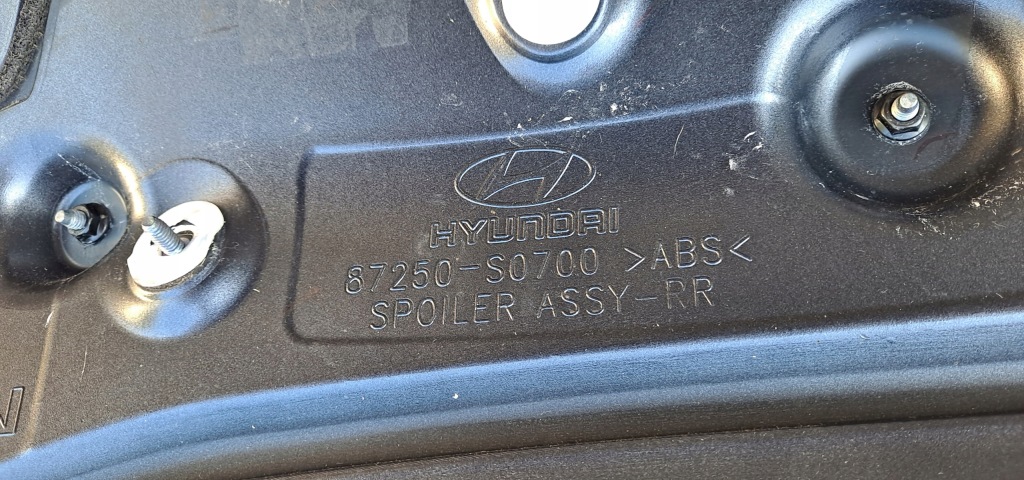 HYUNDAI
87250-S0700 >ABS<
SPOILER ASSY-RR